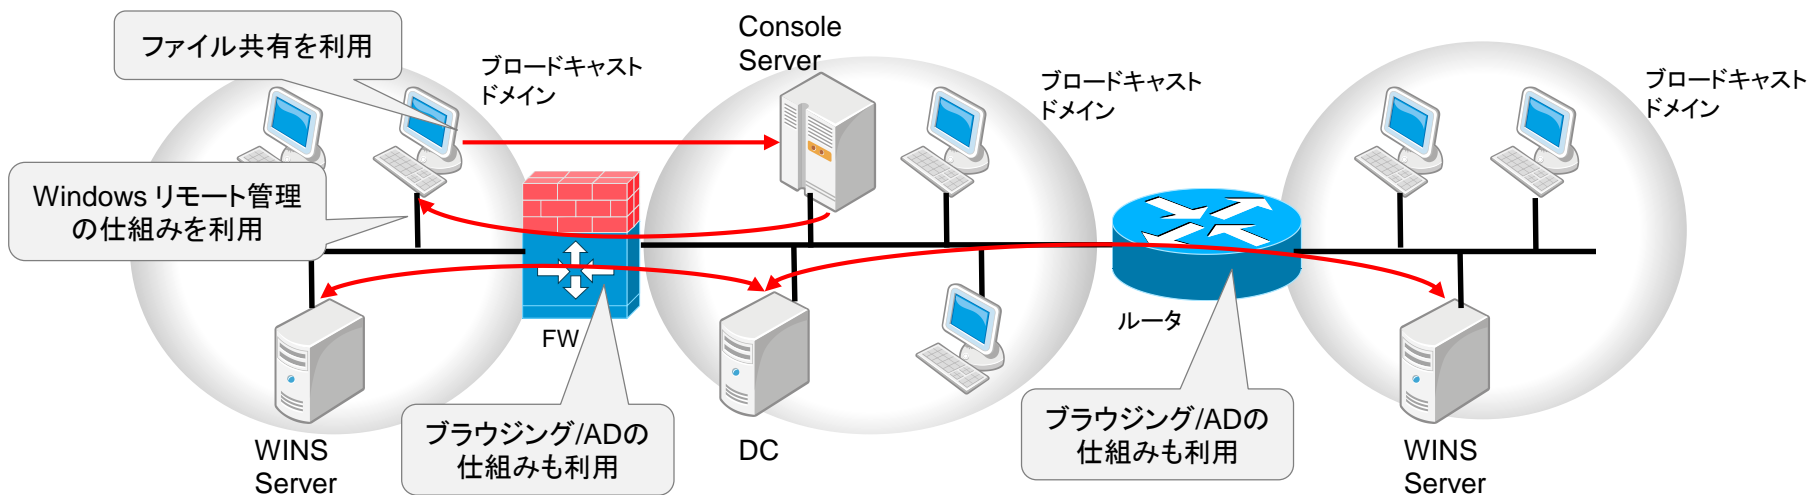 ファイル共有を利用
ブロードキャスト
ドメイン
Console
Server
ブロードキャスト
ドメイン
ブロードキャスト
ドメイン
Windows リモート管理
の仕組みを利用
FW
ルータ
ブラウジング/ADの
仕組みも利用
ブラウジング/ADの
仕組みも利用
WINS
Server
DC
WINS
Server